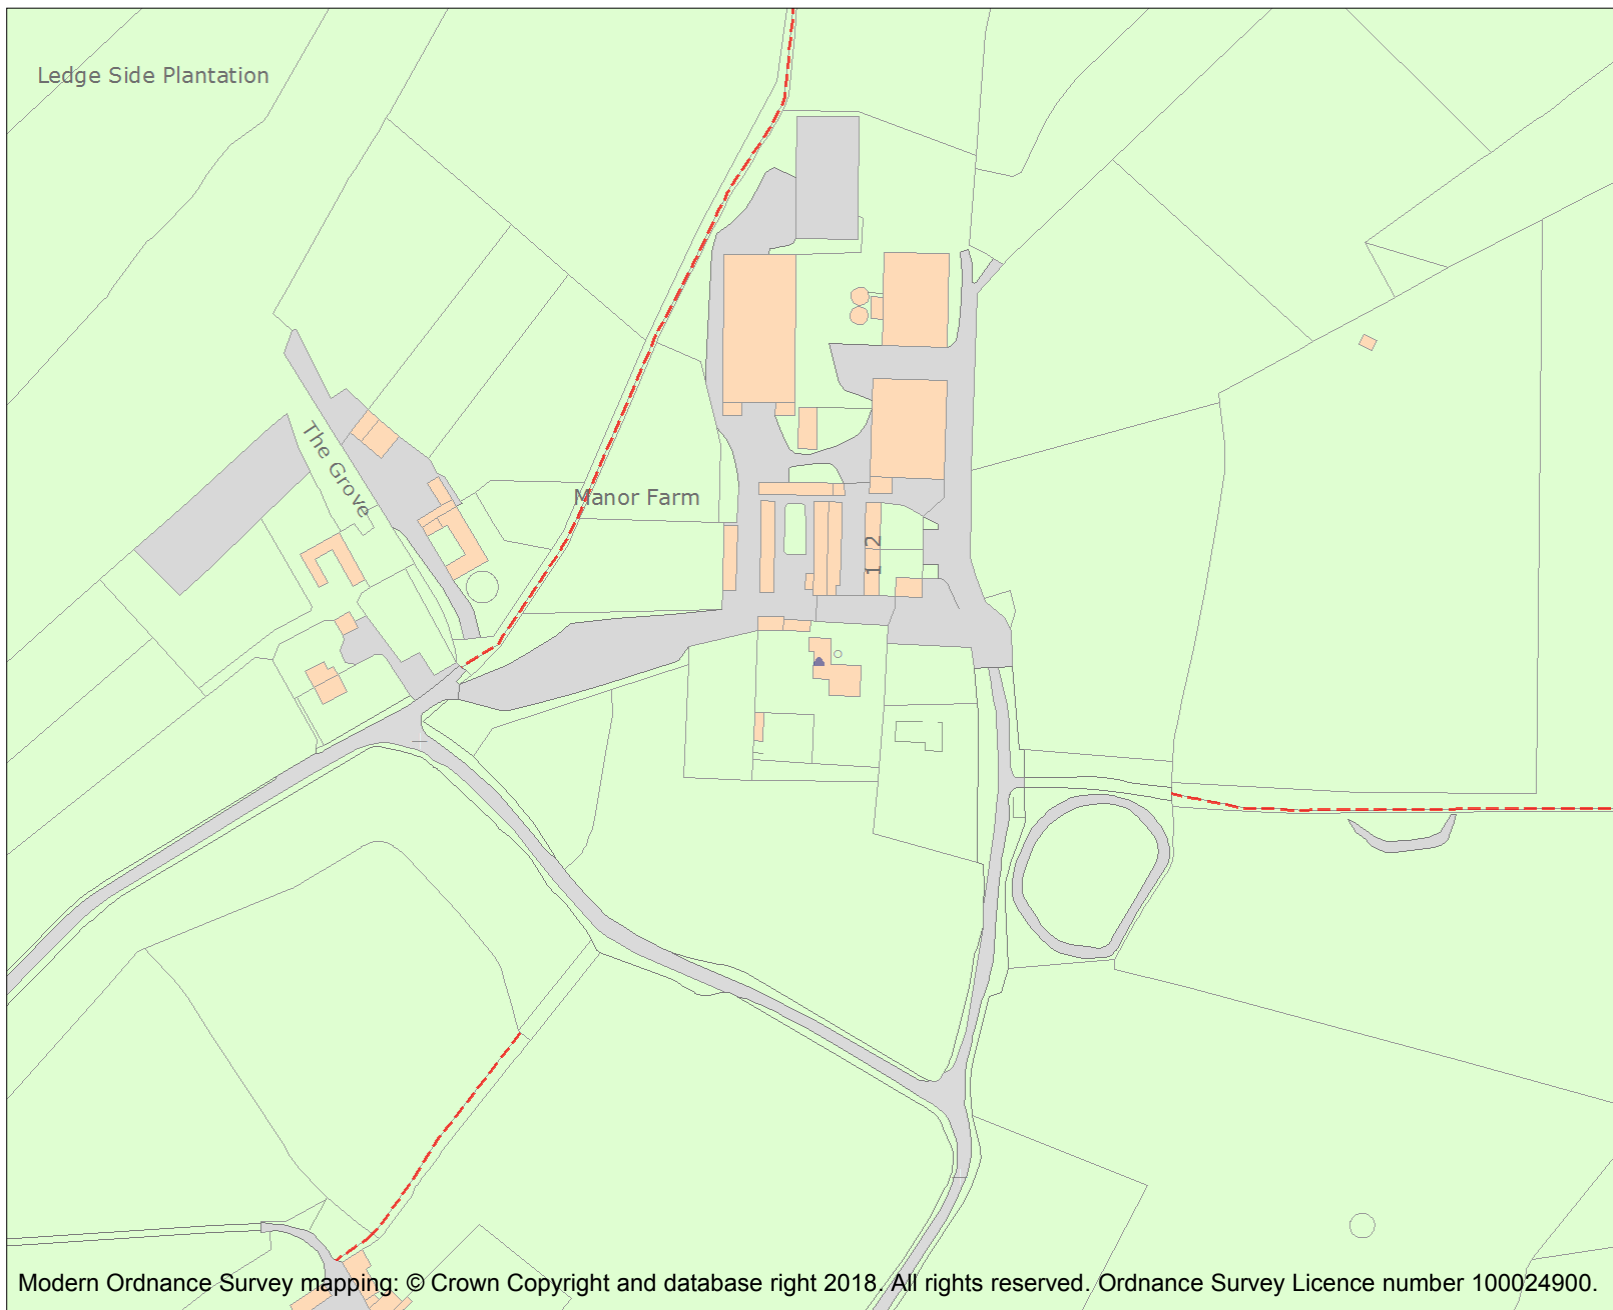 Ledge Side Plantation
The Grove
Manor Farm
1 2
Modern Ordnance Survey mapping: © Crown Copyright and database right 2018. All rights reserved. Ordnance Survey Licence number 100024900.